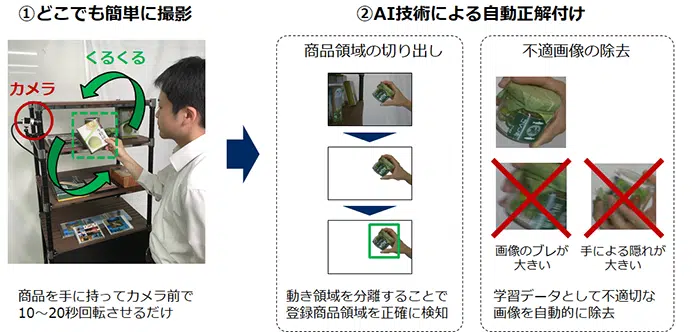 ①どこでも簡単に撮影
くるくる
カメラ
商品を手に持ってカメラ前で
10～20秒回転させるだけ
②AI技術による自動正解付け
商品領域の切り出し
動き領域を分離することで
登録商品領域を正確に検知
不適画像の除去
画像のブレが
大きい
手による隠れが
大きい
学習データとして不適切な
画像を自動的に除去